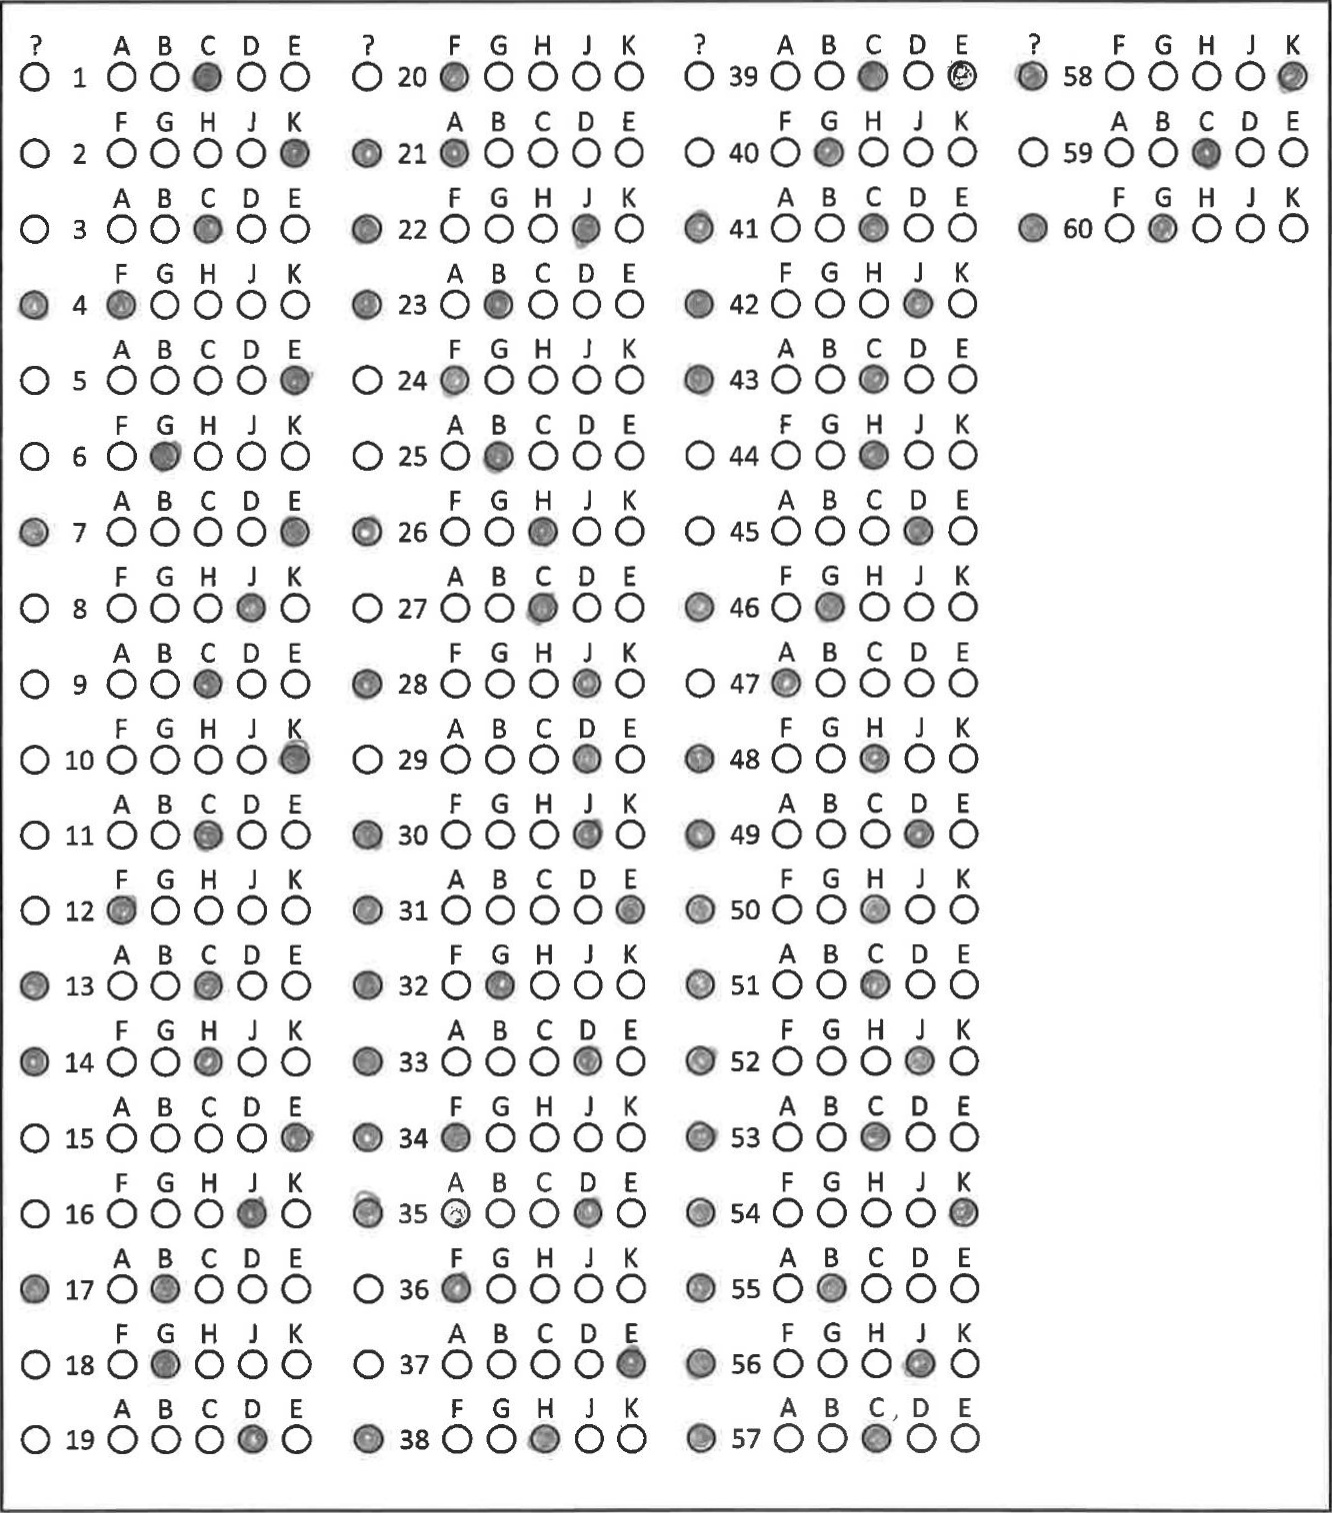 ? A B C D E
1
F G H J K
2
A B C D E
3
F G H J K
4
A B C D E
5
F G H J K
6
A B C D E
7
F G H J K
8
A B C D E
9
F G H J K
10
A B C D E
11
F G H J K
12
A B C D E
13
F G H J K
14
A B C D E
15
F G H J K
16
A B C D E
17
F G H J K
18
A B C D E
19
? F G H J K
20
A B C D E
21
F G H J K
22
A B C D E
23
F G H J K
24
A B C D E
25
F G H J K
26
A B C D E
27
F G H J K
28
A B C D E
29
F G H J K
30
A B C D E
31
F G H J K
32
A B C D E
33
F G H J K
34
A B C D E
35
F G H J K
36
A B C D E
37
F G H J K
38
? A B C D E
39
F G H J K
40
A B C D E
41
F G H J K
42
A B C D E
43
F G H J K
44
A B C D E
45
F G H J K
46
A B C D E
47
F G H J K
48
A B C D E
49
F G H J K
50
A B C D E
51
F G H J K
52
A B C D E
53
F G H J K
54
A B C D E
55
F G H J K
56
A B C D E
57
? F G H J K
58
A B C D E
59
F G H J K
60